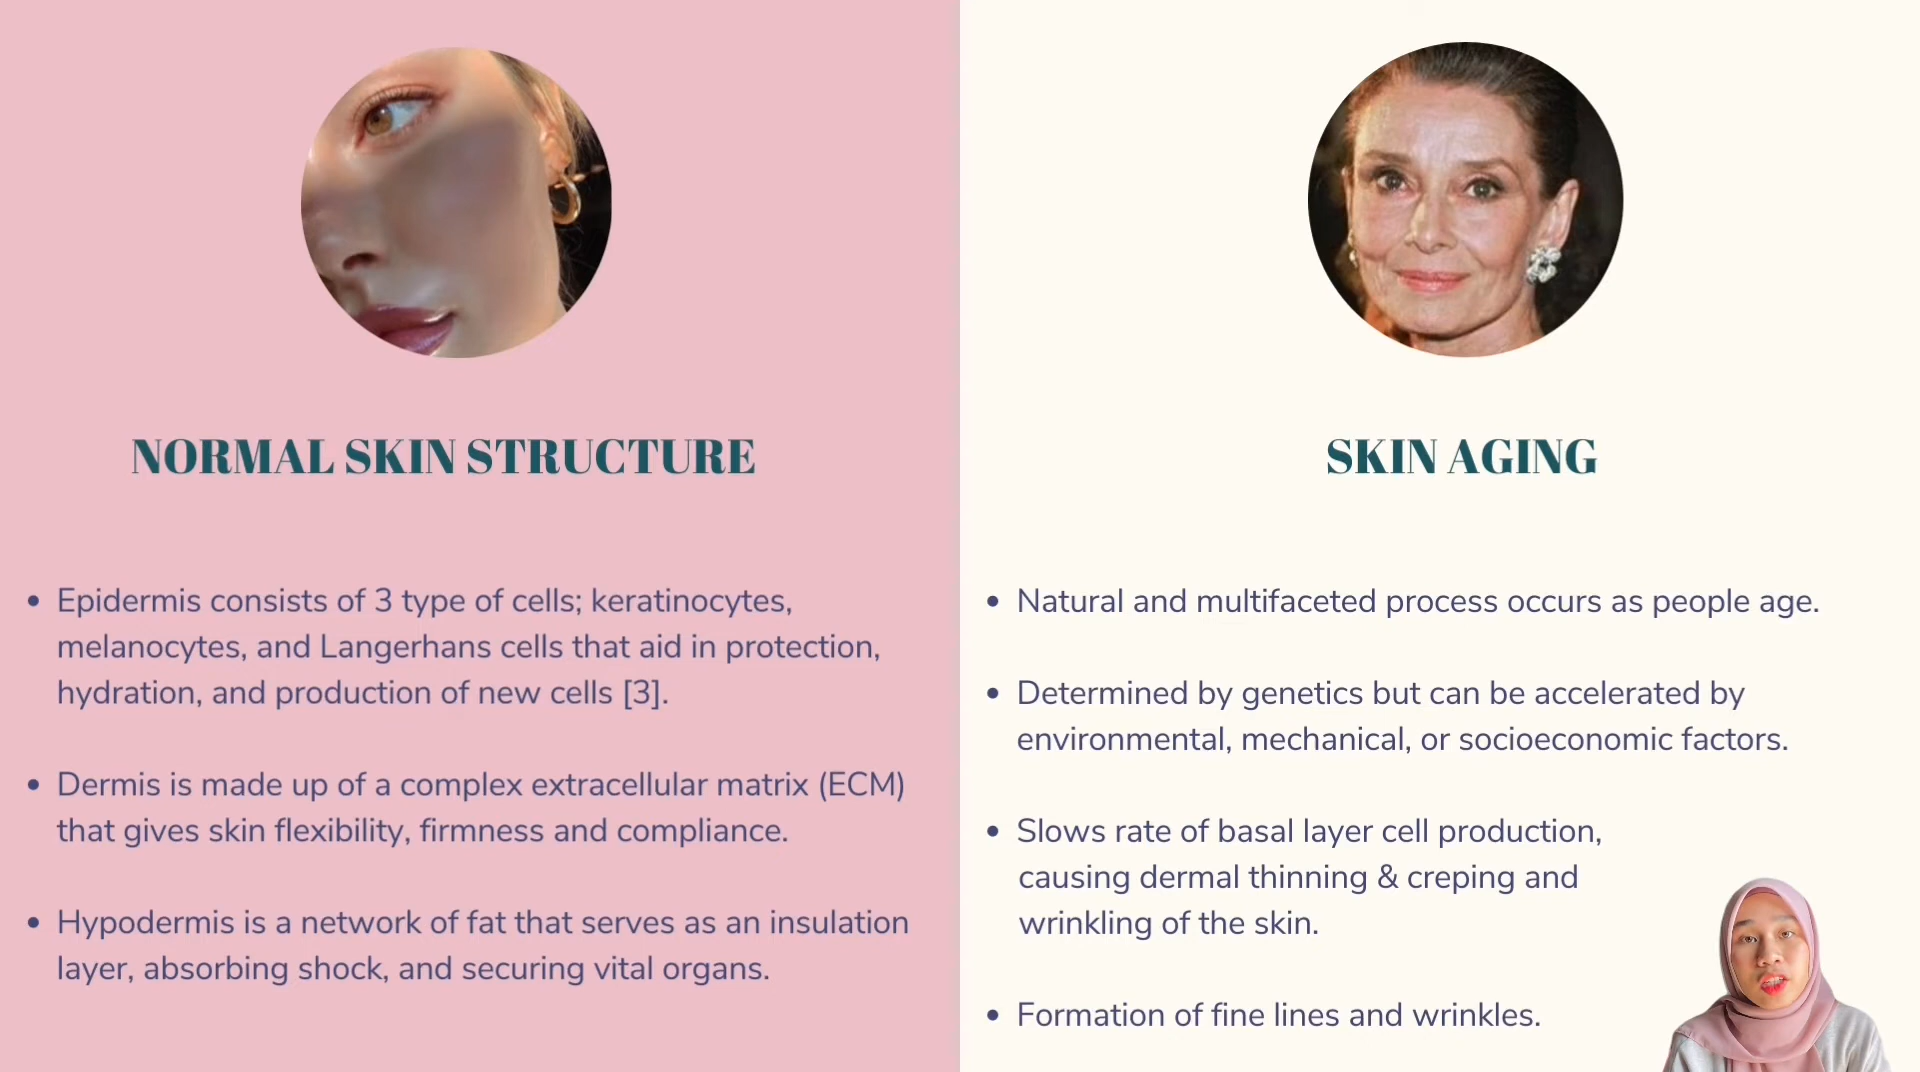 NORMAL SKIN STRUCTURE
• Epidermis consists of 3 type of cells; keratinocytes,
melanocytes, and Langerhans cells that aid in protection,
hydration, and production of new cells [3].
• Dermis is made up of a complex extracellular matrix (ECM)
that gives skin flexibility, firmness and compliance.
• Hypodermis is a network of fat that serves as an insulation
layer, absorbing shock, and securing vital organs.
SKIN AGING
• Natural and multifaceted process occurs as people age.
• Determined by genetics but can be accelerated by
environmental, mechanical, or socioeconomic factors.
• Slows rate of basal layer cell production,
causing dermal thinning & creping and
wrinkling of the skin.
• Formation of fine lines and wrinkles.